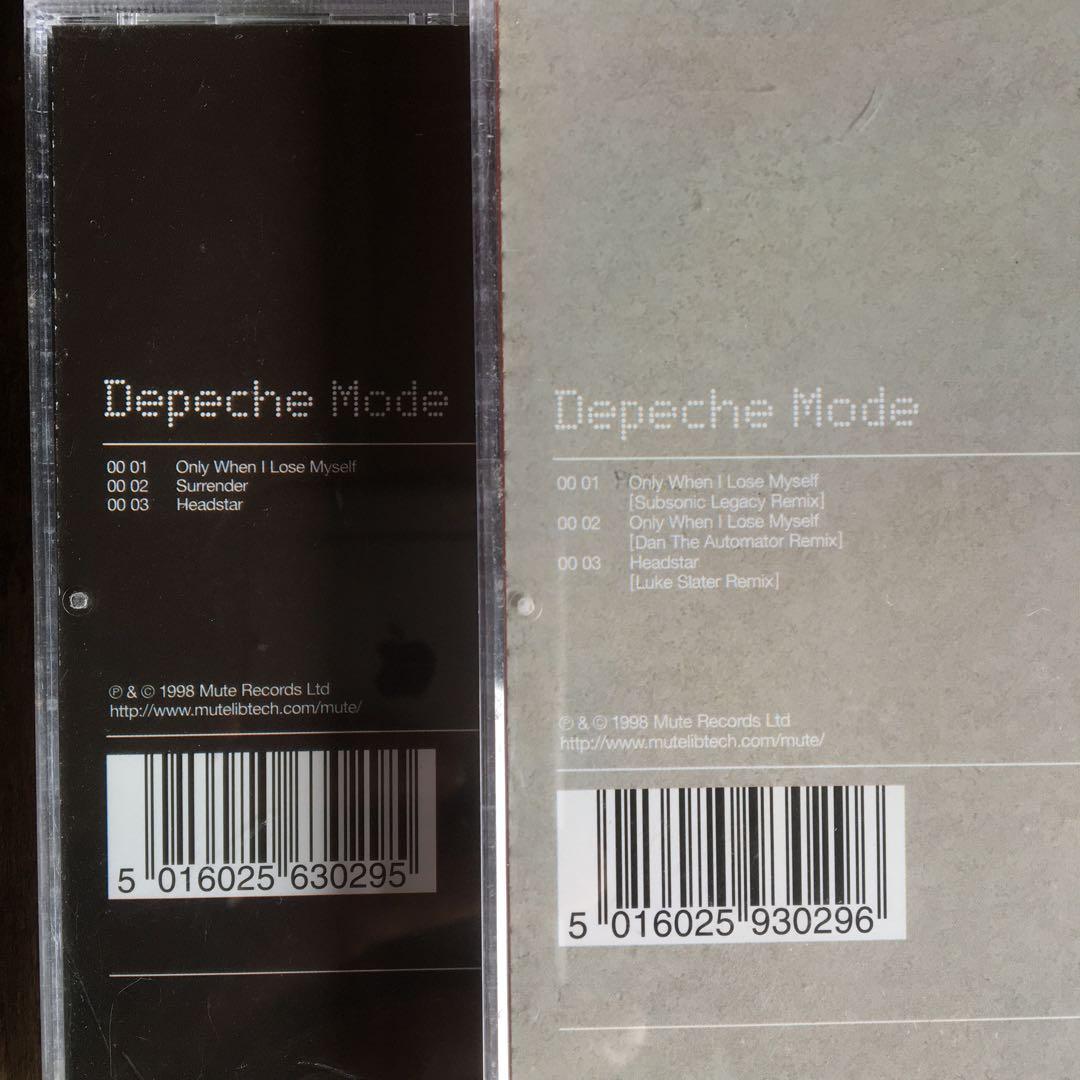 Depeche Mode
00 01 Only When I Lose Myself
00 02 Surrender
00 03 Headstar
℗ & © 1998 Mute Records Ltd
http://www.mutelibtech.com/mute/
5 016025 630295
Depeche Mode
00 01 Only When I Lose Myself
[Subsonic Legacy Remix]
00 02 Only When I Lose Myself
[Dan The Automator Remix]
00 03 Headstar
[Luke Slater Remix]
℗ & © 1998 Mute Records Ltd
http://www.mutelibtech.com/mute/
5 016025 930296